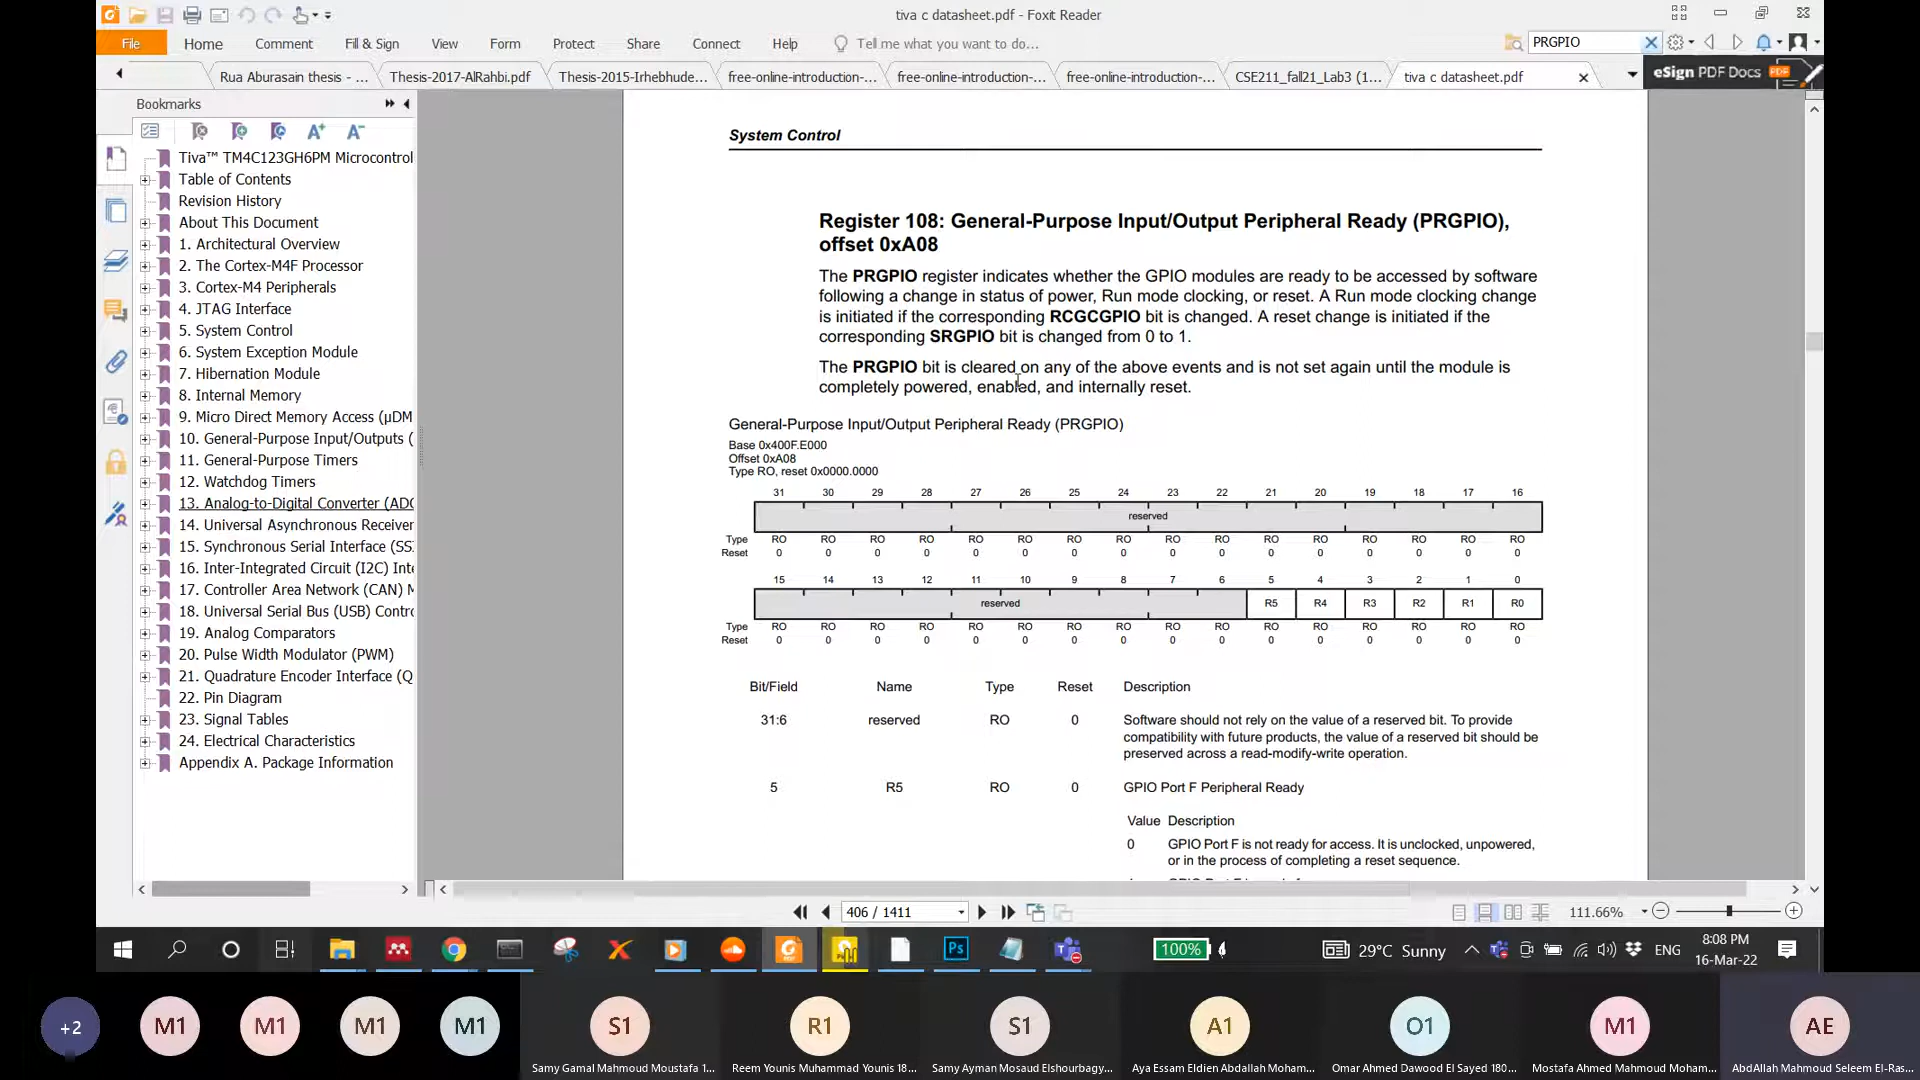 tiva c datasheet.pdf - Foxit Reader
File Home Comment Fill & Sign View Form Protect Share Connect Help Tell me what you want to do... PRGPIO
Rua Aburasain thesis - ... Thesis-2017-AlRahbi.pdf Thesis-2015-Irhebhude... free-online-introduction-... free-online-introduction-... free-online-introduction-... CSE211_fall21_Lab3 (1... tiva c datasheet.pdf eSign PDF Docs PDF
Bookmarks
Tiva™ TM4C123GH6PM Microcontrol
Table of Contents
Revision History
About This Document
1. Architectural Overview
2. The Cortex-M4F Processor
3. Cortex-M4 Peripherals
4. JTAG Interface
5. System Control
6. System Exception Module
7. Hibernation Module
8. Internal Memory
9. Micro Direct Memory Access (µDM
10. General-Purpose Input/Outputs (
11. General-Purpose Timers
12. Watchdog Timers
13. Analog-to-Digital Converter (ADC
14. Universal Asynchronous Receiver
15. Synchronous Serial Interface (SS
16. Inter-Integrated Circuit (I2C) Inte
17. Controller Area Network (CAN) M
18. Universal Serial Bus (USB) Contr
19. Analog Comparators
20. Pulse Width Modulator (PWM)
21. Quadrature Encoder Interface (Q
22. Pin Diagram
23. Signal Tables
24. Electrical Characteristics
Appendix A. Package Information
System Control
Register 108: General-Purpose Input/Output Peripheral Ready (PRGPIO),
offset 0xA08
The PRGPIO register indicates whether the GPIO modules are ready to be accessed by software
following a change in status of power, Run mode clocking, or reset. A Run mode clocking change
is initiated if the corresponding RCGCGPIO bit is changed. A reset change is initiated if the
corresponding SRGPIO bit is changed from 0 to 1.
The PRGPIO bit is cleared on any of the above events and is not set again until the module is
completely powered, enabled, and internally reset.
General-Purpose Input/Output Peripheral Ready (PRGPIO)
Base 0x400F.E000
Offset 0xA08
Type RO, reset 0x0000.0000
31 30 29 28 27 26 25 24 23 22 21 20 19 18 17 16
reserved
Type RO RO RO RO RO RO RO RO RO RO RO RO RO RO RO RO
Reset 0 0 0 0 0 0 0 0 0 0 0 0 0 0 0 0
15 14 13 12 11 10 9 8 7 6 5 4 3 2 1 0
reserved R5 R4 R3 R2 R1 R0
Type RO RO RO RO RO RO RO RO RO RO RO RO RO RO RO RO
Reset 0 0 0 0 0 0 0 0 0 0 0 0 0 0 0 0
Bit/Field Name Type Reset Description
31:6 reserved RO 0 Software should not rely on the value of a reserved bit. To provide
compatibility with future products, the value of a reserved bit should be
preserved across a read-modify-write operation.
5 R5 RO 0 GPIO Port F Peripheral Ready
Value Description
0 GPIO Port F is not ready for access. It is unclocked, unpowered,
or in the process of completing a reset sequence.
406 / 1411
111.66%
100% 29°C Sunny ENG 8:08 PM
16-Mar-22
+2 M1 M1 M1 M1 S1 R1 S1 A1 O1 M1 AE
Samy Gamal Mahmoud Moustafa 1... Reem Younis Muhammad Younis 18... Samy Ayman Mosaud Elshourbagy... Aya Essam Eldien Abdallah Moham... Omar Ahmed Dawood El Sayed 180... Mostafa Ahmed Mahmoud Moham... AbdAllah Mahmoud Seleem El-Ras...